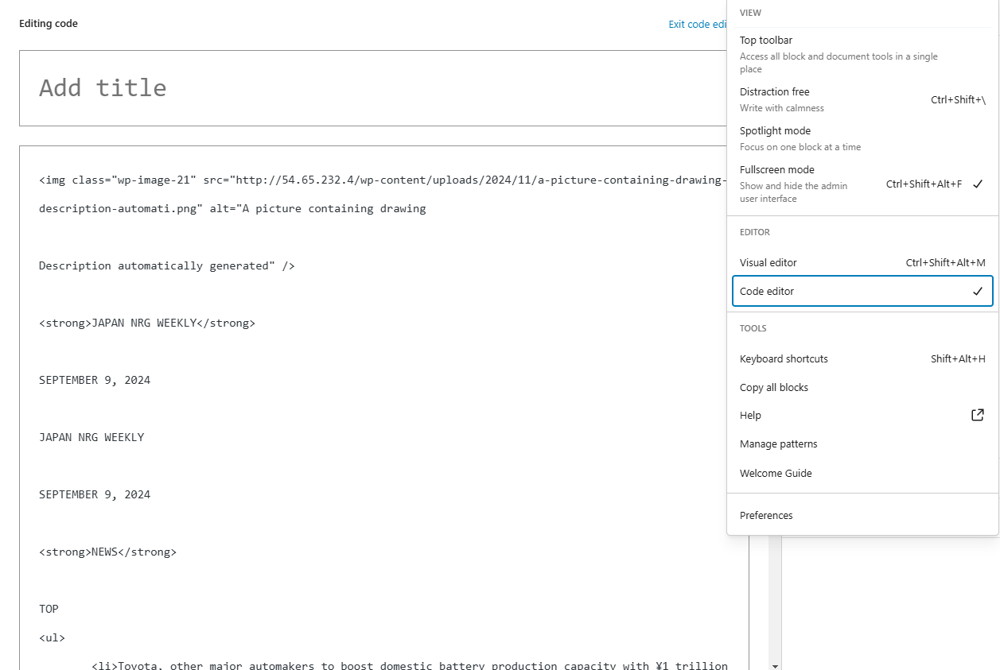 Editing code
Exit code edi
Add title
<img class="wp-image-21" src="http://54.65.232.4/wp-content/uploads/2024/11/a-picture-containing-drawing-
description-automati.png" alt="A picture containing drawing
Description automatically generated" />
<strong>JAPAN NRG WEEKLY</strong>
SEPTEMBER 9, 2024
JAPAN NRG WEEKLY
SEPTEMBER 9, 2024
<strong>NEWS</strong>
TOP
<ul>
<li>Toyota, other major automakers to boost domestic battery production capacity with ¥1 trillion
VIEW
Top toolbar
Access all block and document tools in a single
place
Distraction free
Ctrl+Shift+\
Write with calmness
Spotlight mode
Focus on one block at a time
Fullscreen mode
Show and hide the admin
user interface
Ctrl+Shift+Alt+F
EDITOR
Visual editor Ctrl+Shift+Alt+M
Code editor
TOOLS
Keyboard shortcuts Shift+Alt+H
Copy all blocks
Help
Manage patterns
Welcome Guide
Preferences